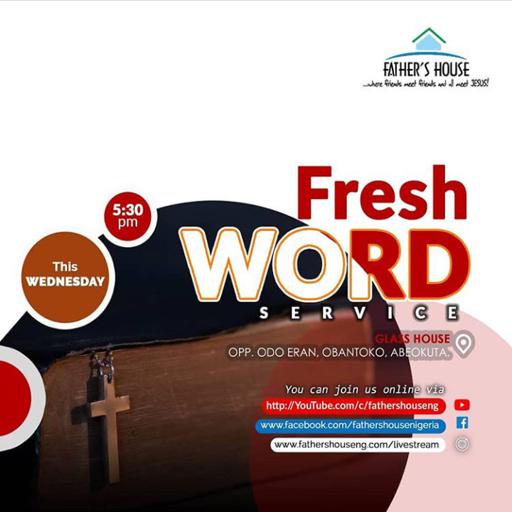 FATHER'S HOUSE
...where friends meet friends and all meet JESUS!
5:30
pm
This
WEDNESDAY
Fresh
WORD
SERVICE
GLASS HOUSE
OPP. ODO ERAN, OBANTOKO, ABEOKUTA.
You can join us online via
http://YouTube.com/c/fathershouseng
www.facebook.com/fathershousenigeria
www.fathershouseng.com/livestream